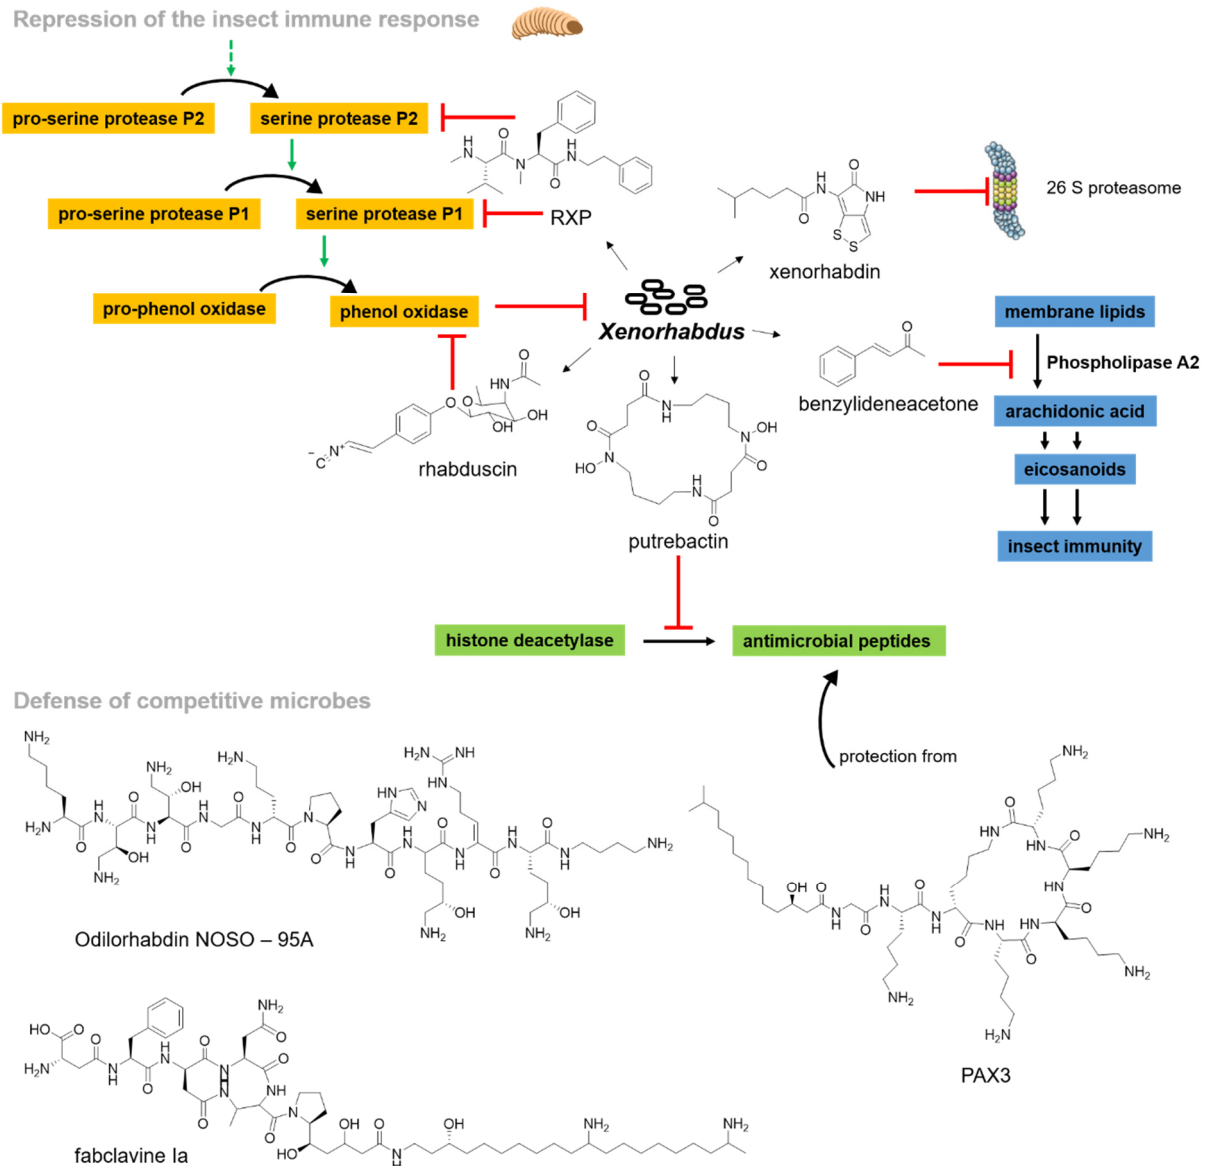 Repression of the insect immune response
pro-serine protease P2
serine protease P2
pro-serine protease P1
serine protease P1
RXP
pro-phenol oxidase
phenol oxidase
Xenorhabdus
xenorhabdin
26 S proteasome
membrane lipids
Phospholipase A2
benzylideneacetone
arachidonic acid
eicosanoids
insect immunity
rhabduscin
putrebactin
histone deacetylase
antimicrobial peptides
Defense of competitive microbes
protection from
Odilorhabdin NOSO – 95A
PAX3
fabclavine Ia